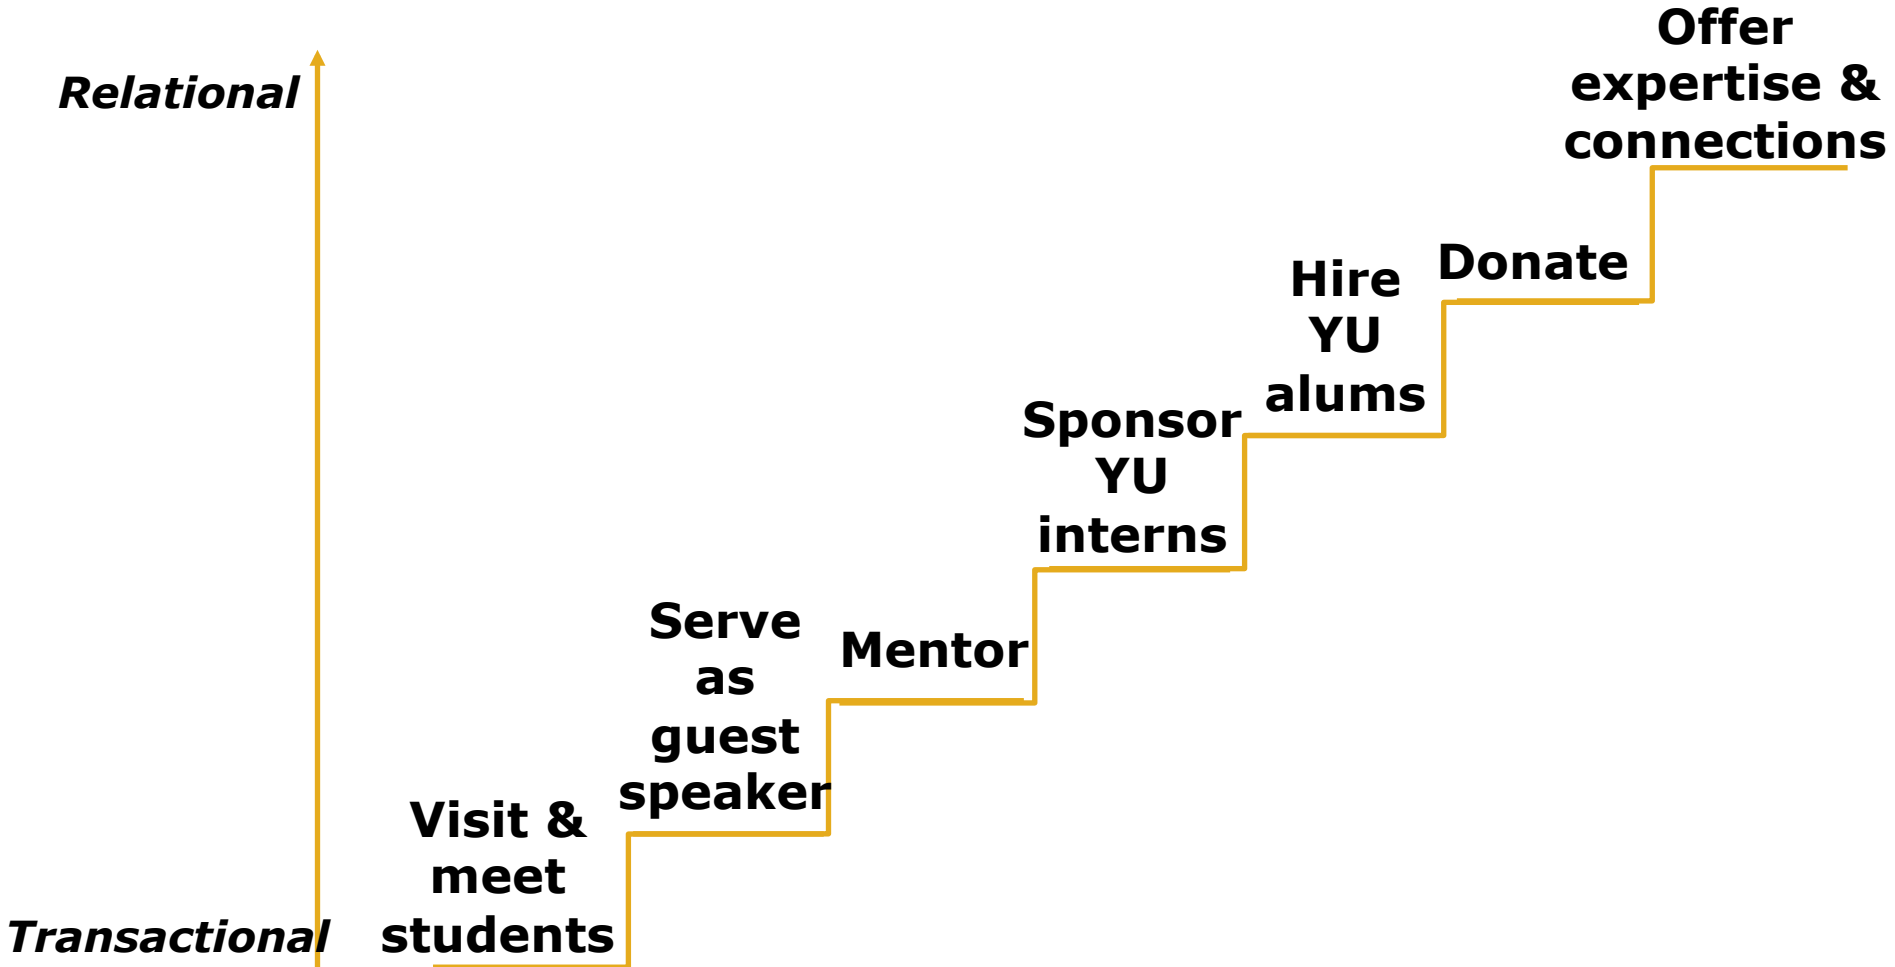 Relational
Transactional
Visit &
meet
students
Serve
as
guest
speaker
Mentor
Sponsor
YU
interns
Hire
YU
alums
Donate
Offer
expertise &
connections